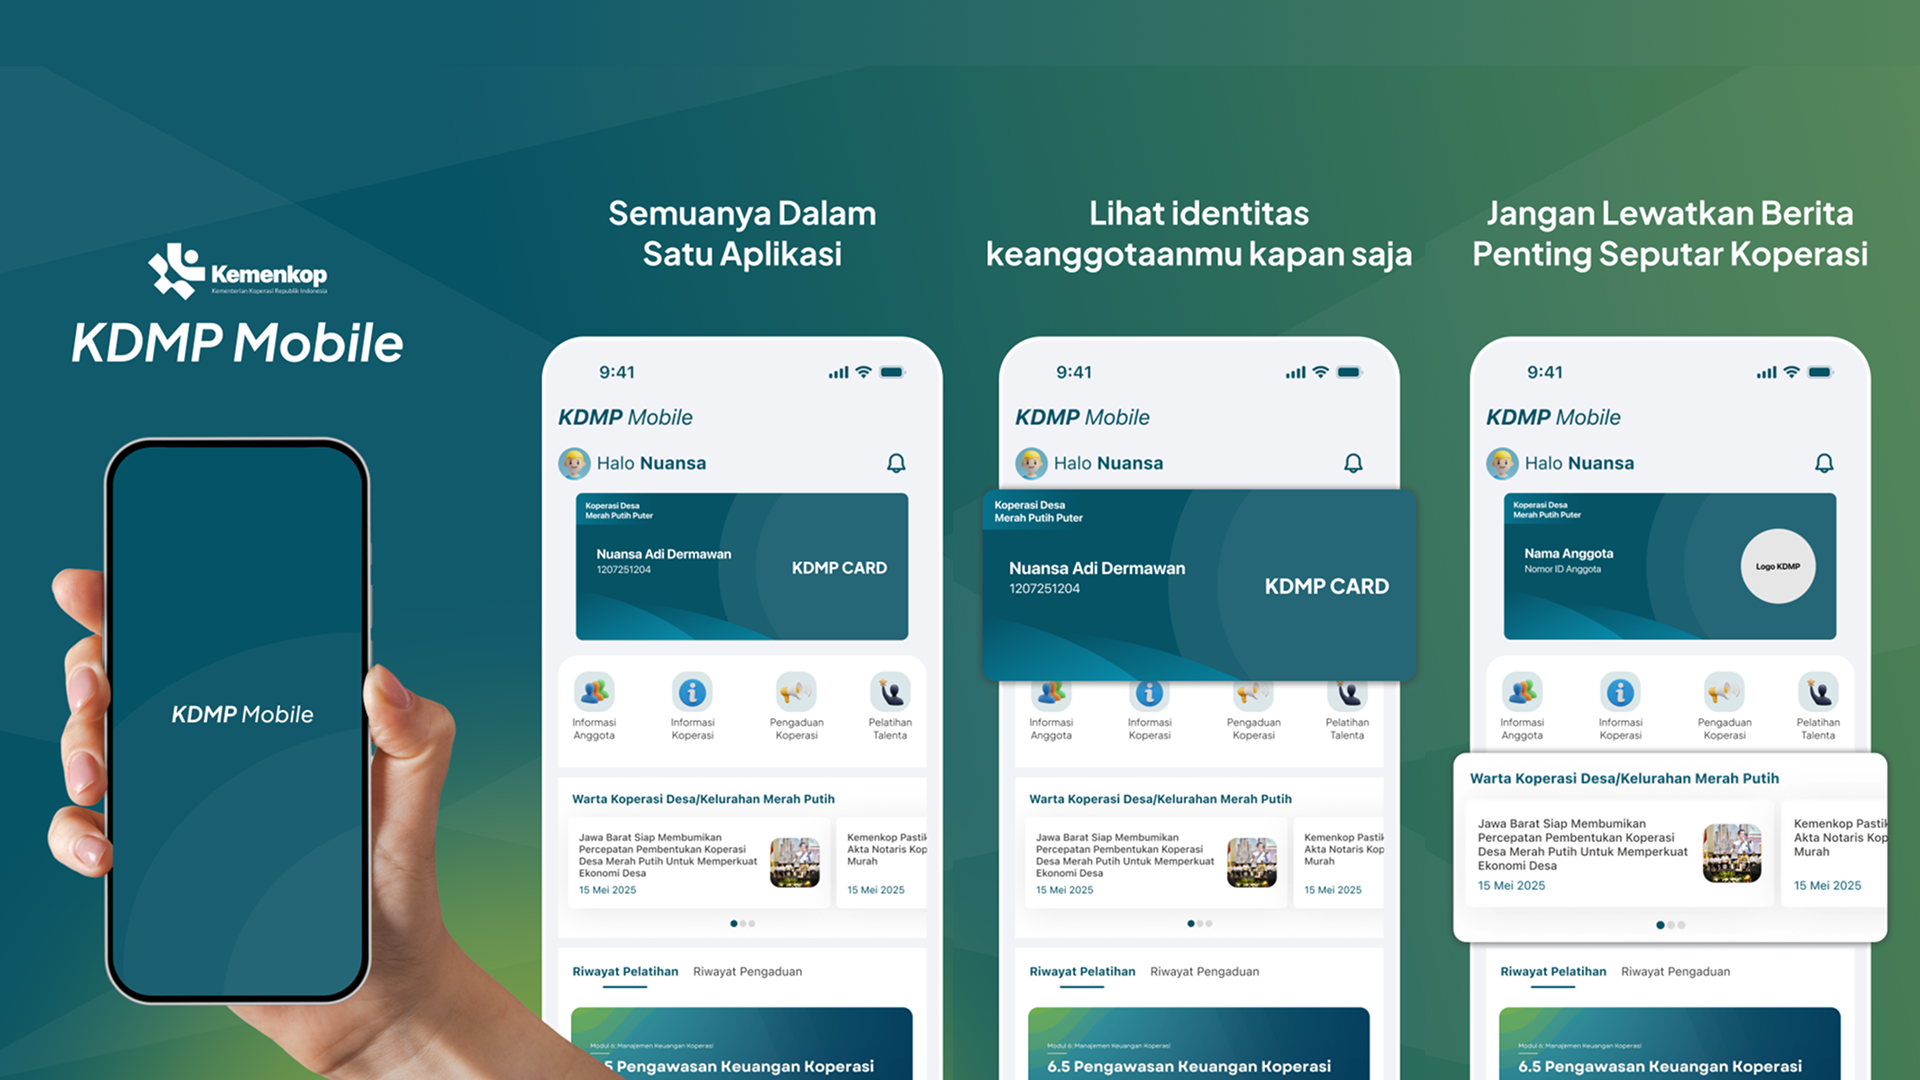 Kemenkop
Kementerian Koperasi Republik Indonesia
KDMP Mobile
KDMP Mobile
Semuanya Dalam
Satu Aplikasi
9:41
KDMP Mobile
Halo Nuansa
Koperasi Desa
Merah Putih Puter
Nuansa Adi Dermawan
1207251204
KDMP CARD
Informasi
Anggota
Informasi
Koperasi
Pengaduan
Koperasi
Pelatihan
Talenta
Warta Koperasi Desa/Kelurahan Merah Putih
Jawa Barat Siap Membumikan
Percepatan Pembentukan Koperasi
Desa Merah Putih Untuk Memperkuat
Ekonomi Desa
15 Mei 2025
Kemenkop Pastik
Akta Notaris Kop
Murah
15 Mei 2025
Riwayat Pelatihan Riwayat Pengaduan
Modul 6: Manajemen Keuangan Koperasi
5 Pengawasan Keuangan Koperasi
Lihat identitas
keanggotaanmu kapan saja
9:41
KDMP Mobile
Halo Nuansa
Koperasi Desa
Merah Putih Puter
Nuansa Adi Dermawan
1207251204
KDMP CARD
Informasi
Anggota
Informasi
Koperasi
Pengaduan
Koperasi
Pelatihan
Talenta
Warta Koperasi Desa/Kelurahan Merah Putih
Jawa Barat Siap Membumikan
Percepatan Pembentukan Koperasi
Desa Merah Putih Untuk Memperkuat
Ekonomi Desa
15 Mei 2025
Kemenkop Pastik
Akta Notaris Kop
Murah
15 Mei 2025
Riwayat Pelatihan Riwayat Pengaduan
Modul 6: Manajemen Keuangan Koperasi
6.5 Pengawasan Keuangan Koperasi
Jangan Lewatkan Berita
Penting Seputar Koperasi
9:41
KDMP Mobile
Halo Nuansa
Koperasi Desa
Merah Putih Puter
Nama Anggota
Nomor ID Anggota
Logo KDMP
Informasi
Anggota
Informasi
Koperasi
Pengaduan
Koperasi
Pelatihan
Talenta
Warta Koperasi Desa/Kelurahan Merah Putih
Jawa Barat Siap Membumikan
Percepatan Pembentukan Koperasi
Desa Merah Putih Untuk Memperkuat
Ekonomi Desa
15 Mei 2025
Kemenkop Pastik
Akta Notaris Kop
Murah
15 Mei 2025
Riwayat Pelatihan Riwayat Pengaduan
Modul 6: Manajemen Keuangan Koperasi
6.5 Pengawasan Keuangan Koperasi